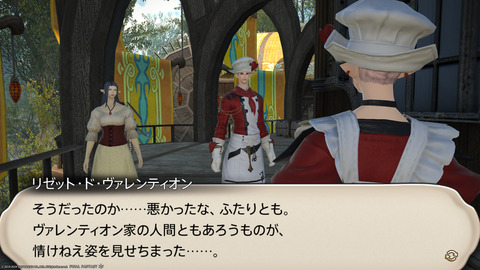 リゼット・ド・ヴァレンティオン
そうだったのか……悪かったな、ふたりとも。
ヴァレンティオン家の人間ともあろうものが、
情けねえ姿を見せちまった……。